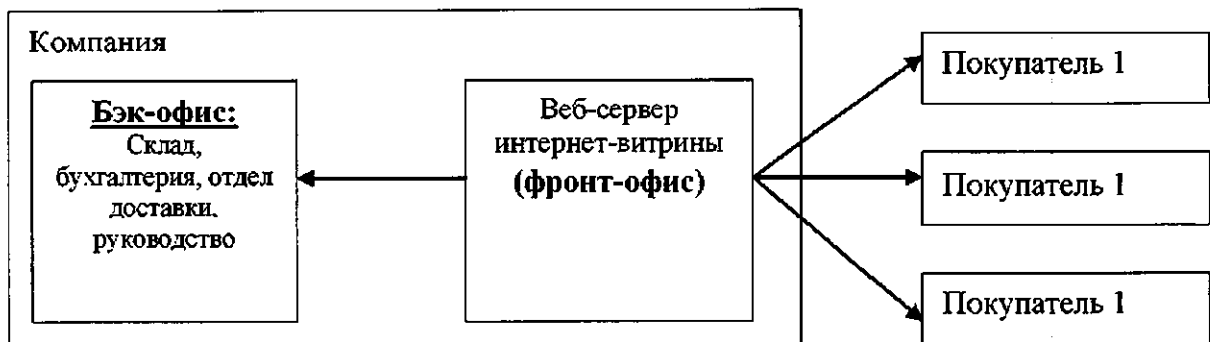 Компания
Бэк-офис:
Склад,
бухгалтерия, отдел
доставки.
руководство
Веб-сервер
интернет-витрины
(фронт-офис)
Покупатель 1
Покупатель 1
Покупатель 1